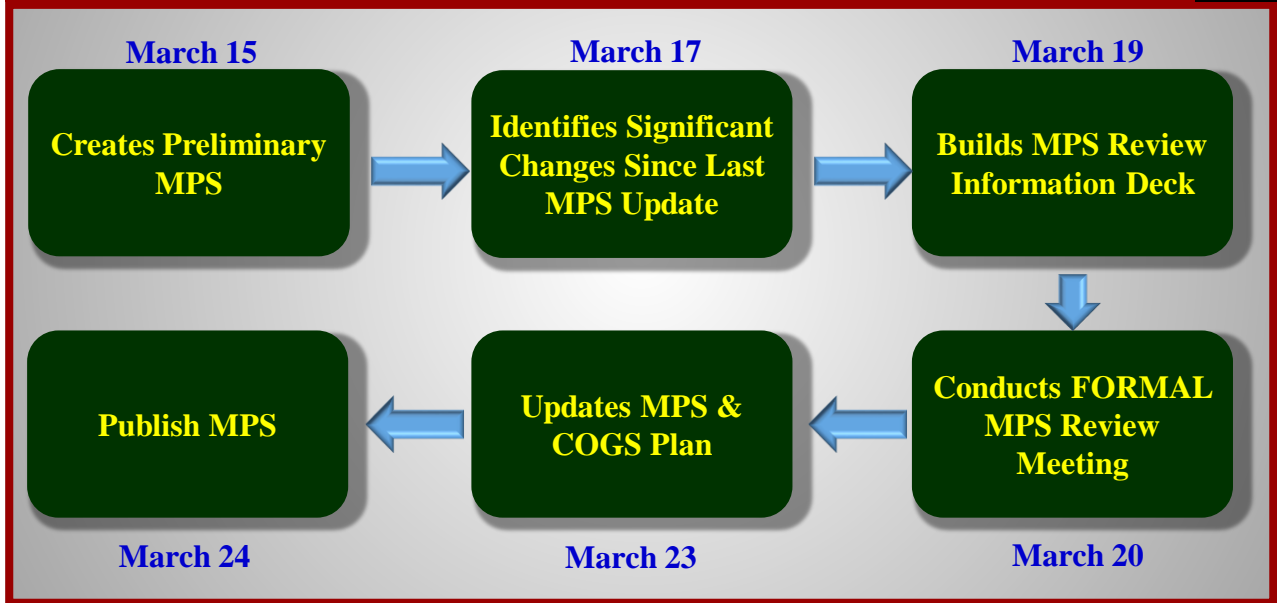 March 15
Creates Preliminary
MPS
March 17
Identifies Significant
Changes Since Last
MPS Update
March 19
Builds MPS Review
Information Deck
Conducts FORMAL
MPS Review
Meeting
March 20
Updates MPS &
COGS Plan
March 23
Publish MPS
March 24